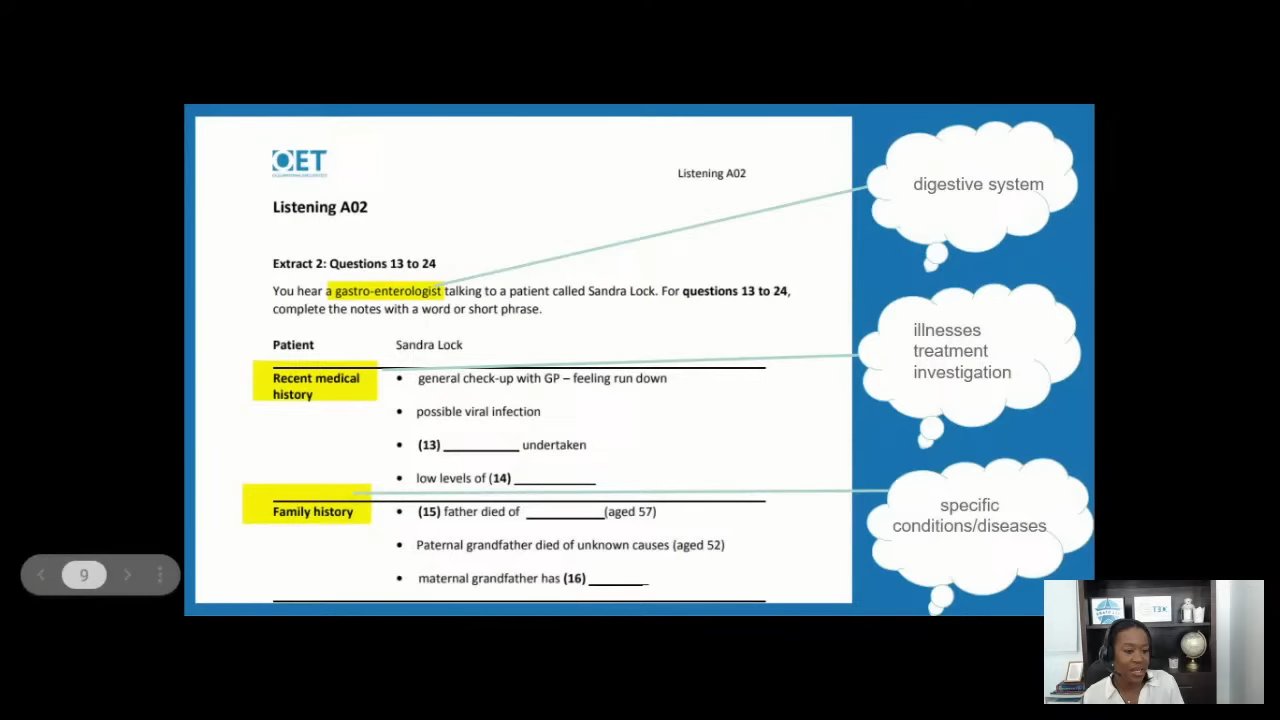 OET
Listening A02
Listening A02
Extract 2: Questions 13 to 24
You hear a gastro-enterologist talking to a patient called Sandra Lock. For questions 13 to 24,
complete the notes with a word or short phrase.
Patient Sandra Lock
Recent medical
history
• general check-up with GP – feeling run down
• possible viral infection
• (13) ___________ undertaken
• low levels of (14) ____________
Family history
• (15) father died of ___________(aged 57)
• Paternal grandfather died of unknown causes (aged 52)
• maternal grandfather has (16) _________
digestive system
illnesses
treatment
investigation
specific
conditions/diseases
9